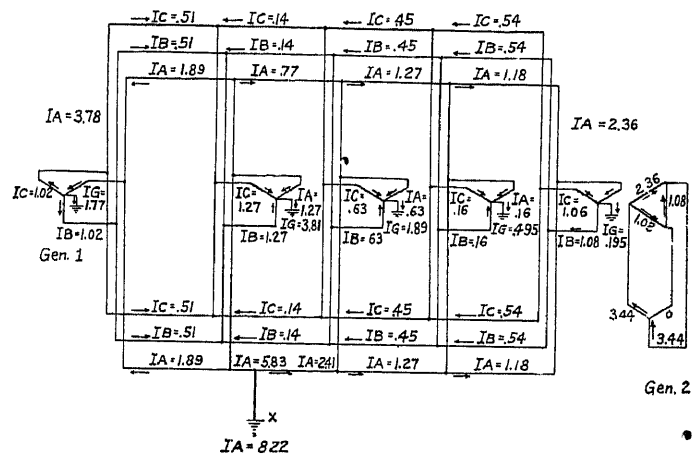 IC=.51 IC=.14 IC=.45 IC=.54
IB=.51 IB=.14 IB=.45 IB=.54
IA=1.89 IA=.77 IA=1.27 IA=1.18
IA=3.78
IA=2.36
IC=1.02
IG=
1.77
IB=1.02
Gen. 1
IC=
1.27
IA=
1.27
IG=3.81
IB=1.27
IC=
.63
IA=
.63
IG=1.89
IB=.63
IC=
.16
IA=
.16
IG=.495
IB=.16
IC=
1.06
IG=
.195
IB=1.08
2.36
1.02
1.08
3.44
0
3.44
Gen. 2
IC=.51 IC=.14 IC=.45 IC=.54
IB=.51 IB=.14 IB=.45 IB=.54
IA=1.89 IA=5.83 IA=2.41 IA=1.27 IA=1.18
X
IA=8.22